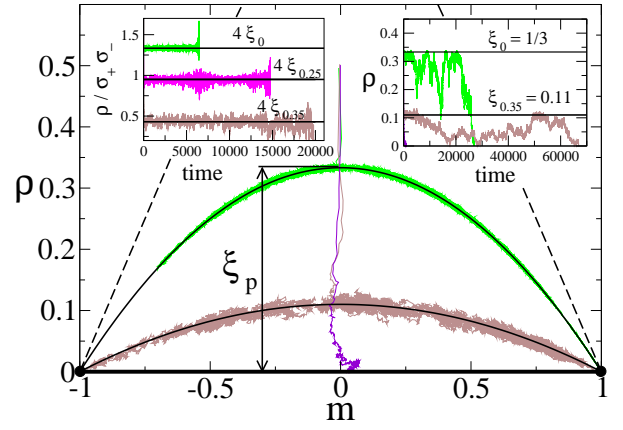 ρ / σ₊ σ₋
1.5
1
0.5
4 ξ₀
4 ξ₀.₂₅
4 ξ₀.₃₅
0 5000 10000 15000 20000
time
ρ
0.4
0.3
0.2
0.1
0
ξ₀ = 1/3
ξ₀.₃₅ = 0.11
0 20000 40000 60000
time
ρ
0.5
0.4
0.3
0.2
0.1
0
ξₚ
-1 -0.5 0 0.5 1
m